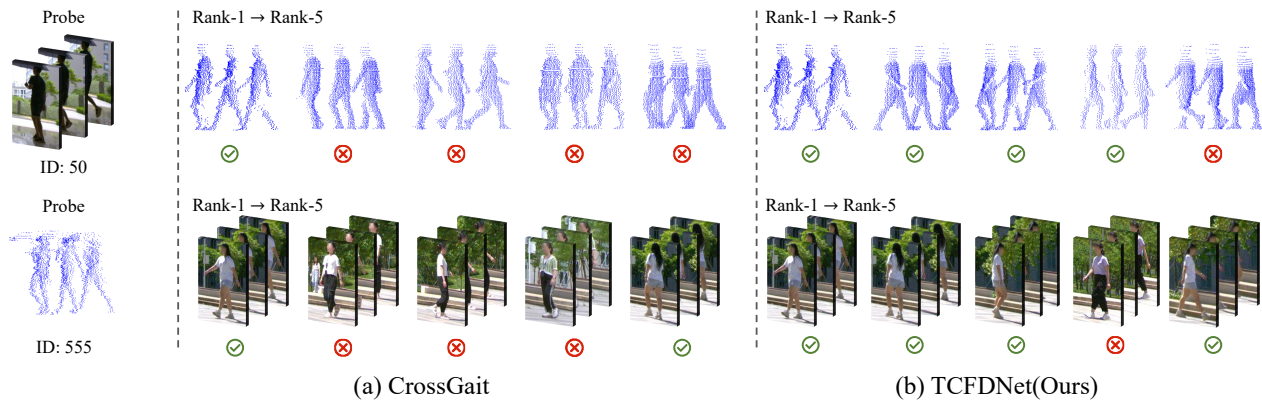 Probe
Rank-1 → Rank-5
Rank-1 → Rank-5
ID: 50
Probe
Rank-1 → Rank-5
Rank-1 → Rank-5
ID: 555
(a) CrossGait
(b) TCFDNet(Ours)